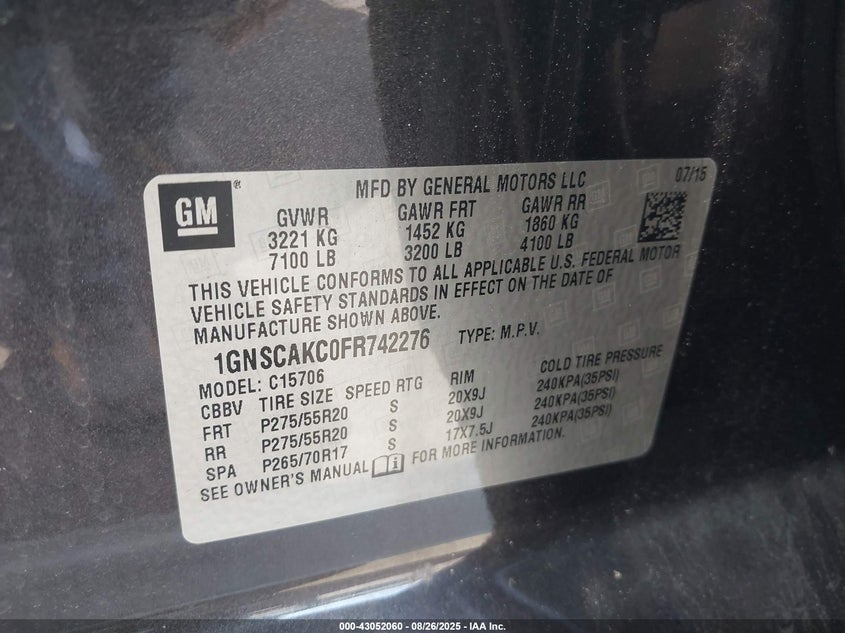 GM®
MFD BY GENERAL MOTORS LLC 07/15
GVWR GAWR FRT GAWR RR
3221 KG 1452 KG 1860 KG
7100 LB 3200 LB 4100 LB
THIS VEHICLE CONFORMS TO ALL APPLICABLE U.S. FEDERAL MOTOR
VEHICLE SAFETY STANDARDS IN EFFECT ON THE DATE OF
MANUFACTURE SHOWN ABOVE.
1GNSCAKC0FR742276 TYPE: M.P.V.
MODEL: C15706
CBBV TIRE SIZE SPEED RTG RIM COLD TIRE PRESSURE
FRT P275/55R20 S 20X9J 240KPA(35PSI)
RR P275/55R20 S 20X9J 240KPA(35PSI)
SPA P265/70R17 S 17X7.5J 240KPA(35PSI)
SEE OWNER'S MANUAL i FOR MORE INFORMATION.
000-43052060 - 08/26/2025 - IAA Inc.